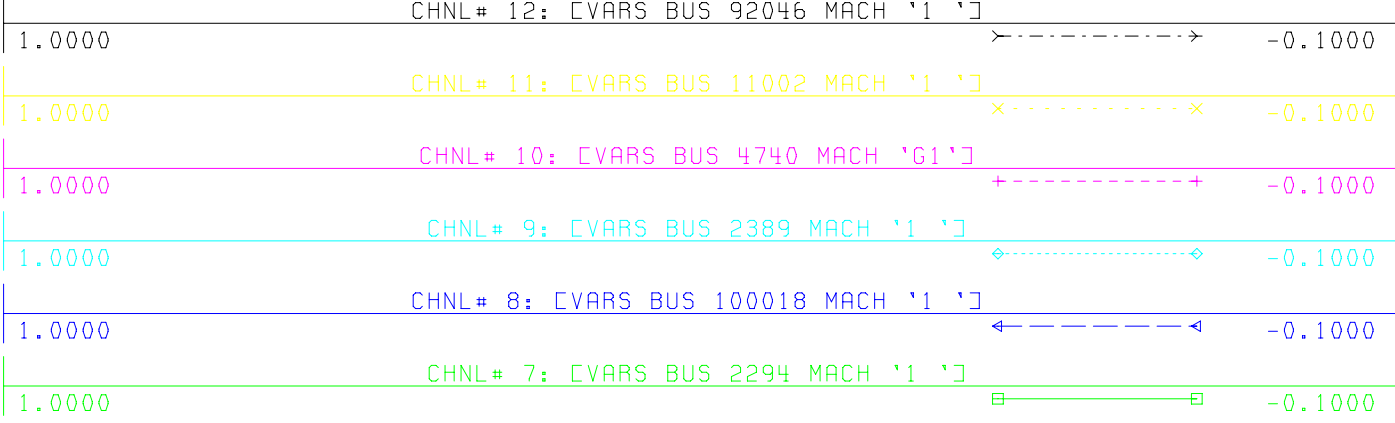 CHNL# 12: [VARS BUS 92046 MACH '1 ']
1.0000 -0.1000
CHNL# 11: [VARS BUS 11002 MACH '1 ']
1.0000 -0.1000
CHNL# 10: [VARS BUS 4740 MACH 'G1']
1.0000 -0.1000
CHNL# 9: [VARS BUS 2389 MACH '1 ']
1.0000 -0.1000
CHNL# 8: [VARS BUS 100018 MACH '1 ']
1.0000 -0.1000
CHNL# 7: [VARS BUS 2294 MACH '1 ']
1.0000 -0.1000